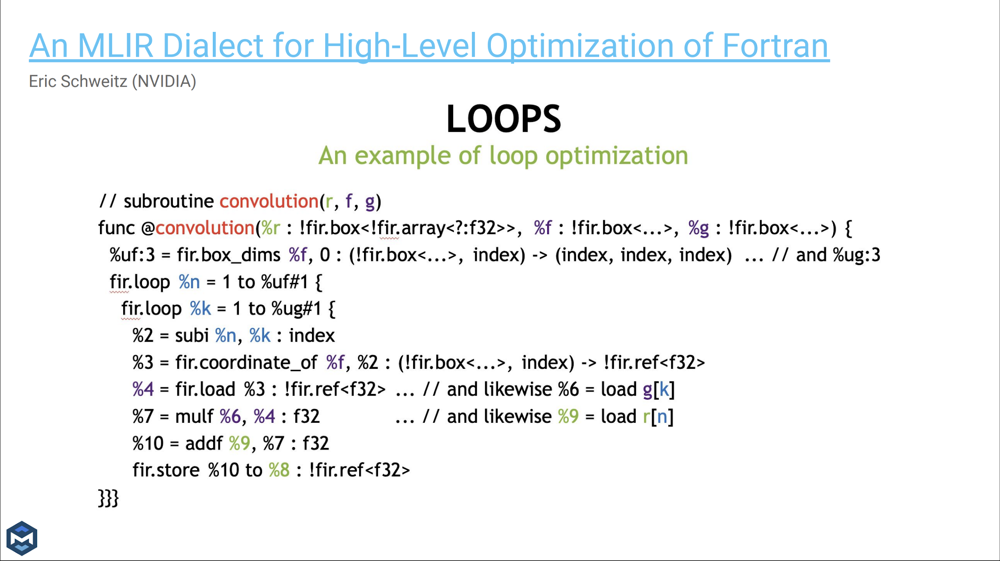 An MLIR Dialect for High-Level Optimization of Fortran
Eric Schweitz (NVIDIA)
LOOPS
An example of loop optimization
// subroutine convolution(r, f, g)
func @convolution(%r : !fir.box<!fir.array<?:f32>>, %f : !fir.box<...>, %g : !fir.box<...>) {
%uf:3 = fir.box_dims %f, 0 : (!fir.box<...>, index) -> (index, index, index) ... // and %ug:3
fir.loop %n = 1 to %uf#1 {
fir.loop %k = 1 to %ug#1 {
%2 = subi %n, %k : index
%3 = fir.coordinate_of %f, %2 : (!fir.box<...>, index) -> !fir.ref<f32>
%4 = fir.load %3 : !fir.ref<f32> ... // and likewise %6 = load g[k]
%7 = mulf %6, %4 : f32 ... // and likewise %9 = load r[n]
%10 = addf %9, %7 : f32
fir.store %10 to %8 : !fir.ref<f32>
}}}